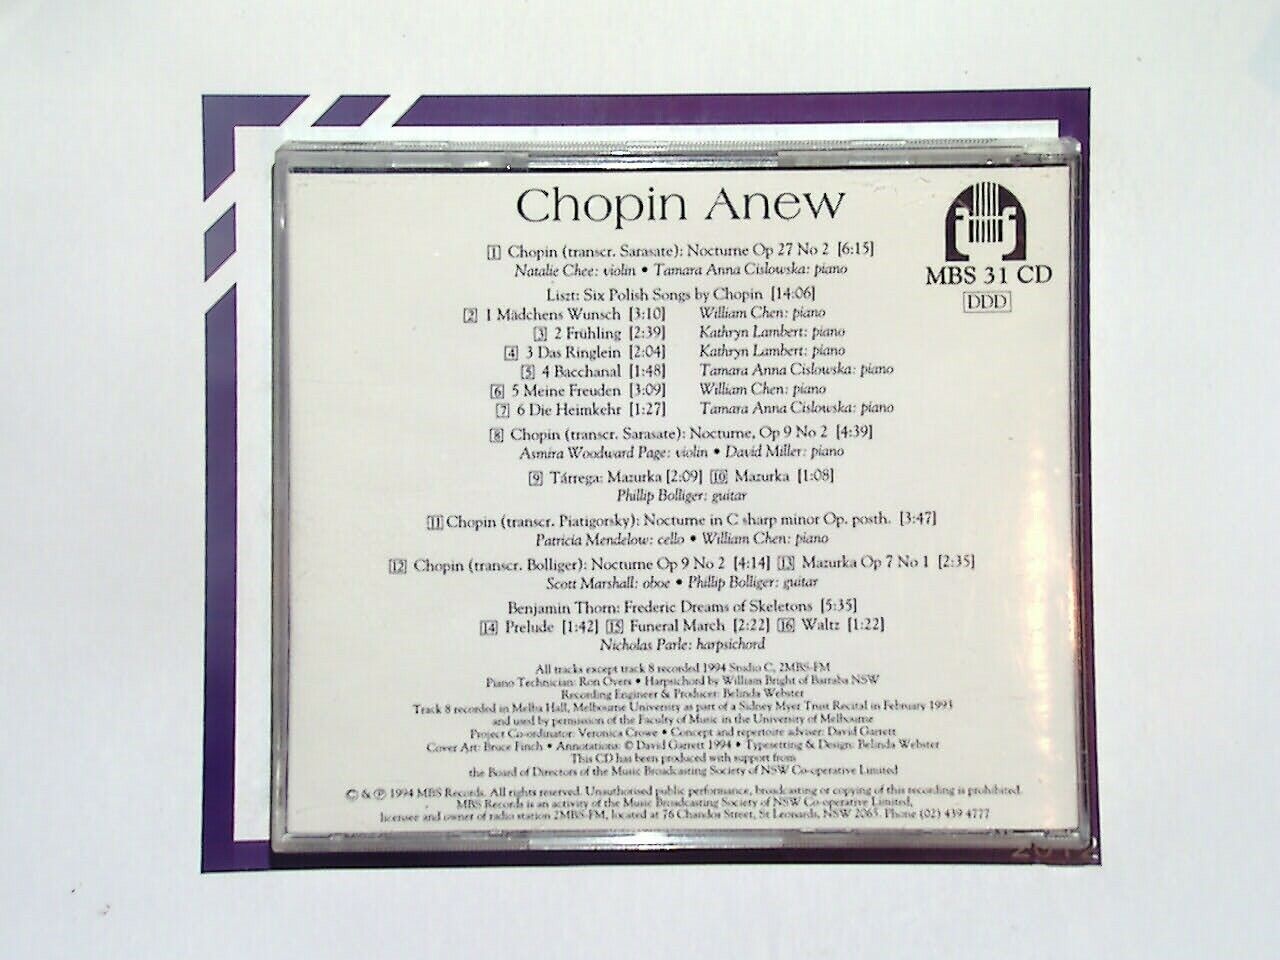 Chopin Anew
MBS 31 CD
DDD
1 Chopin (transcr. Sarasate): Nocturne Op 27 No 2 [6:15]
Natalie Chee: violin • Tamara Anna Cislowska: piano
Liszt: Six Polish Songs by Chopin [14:06]
2 1 Mädchens Wunsch [3:10] William Chen: piano
3 2 Frühling [2:39] Kathryn Lambert: piano
4 3 Das Ringlein [2:04] Kathryn Lambert: piano
5 4 Bacchanal [1:48] Tamara Anna Cislowska: piano
6 5 Meine Freuden [3:09] William Chen: piano
7 6 Die Heimkehr [1:27] Tamara Anna Cislowska: piano
8 Chopin (transcr. Sarasate): Nocturne, Op 9 No 2 [4:39]
Asmira Woodward Page: violin • David Miller: piano
9 Tárrega: Mazurka [2:09] 10 Mazurka [1:08]
Phillip Bolliger: guitar
11 Chopin (transcr. Piatigorsky): Nocturne in C sharp minor Op. posth. [3:47]
Patricia Mendelow: cello • William Chen: piano
12 Chopin (transcr. Bolliger): Nocturne Op 9 No 2 [4:14] 13 Mazurka Op 7 No 1 [2:35]
Scott Marshall: oboe • Phillip Bolliger: guitar
Benjamin Thorn: Frederic Dreams of Skeletons [5:35]
14 Prelude [1:42] 15 Funeral March [2:22] 16 Waltz [1:22]
Nicholas Parle: harpsichord
All tracks except track 8 recorded 1994 Studio C, 2MBS-FM
Piano Technician: Ron Overs • Harpsichord by William Bright of Barraba NSW
Recording Engineer & Producer: Belinda Webster
Track 8 recorded in Melba Hall, Melbourne University as part of a Sidney Myer Trust Recital in February 1993
and used by permission of the Faculty of Music in the University of Melbourne
Project Co-ordinator: Veronica Crowe • Concept and repertoire adviser: David Garrett
Cover Art: Bruce Finch • Annotations: © David Garrett 1994 • Typesetting & Design: Belinda Webster
This CD has been produced with support from
the Board of Directors of the Music Broadcasting Society of NSW Co-operative Limited
© & ℗ 1994 MBS Records. All rights reserved. Unauthorised public performance, broadcasting or copying of this recording is prohibited.
MBS Records is an activity of the Music Broadcasting Society of NSW Co-operative Limited,
licensee and owner of radio station 2MBS-FM, located at 76 Chandos Street, St Leonards, NSW 2065. Phone (02) 439 4777